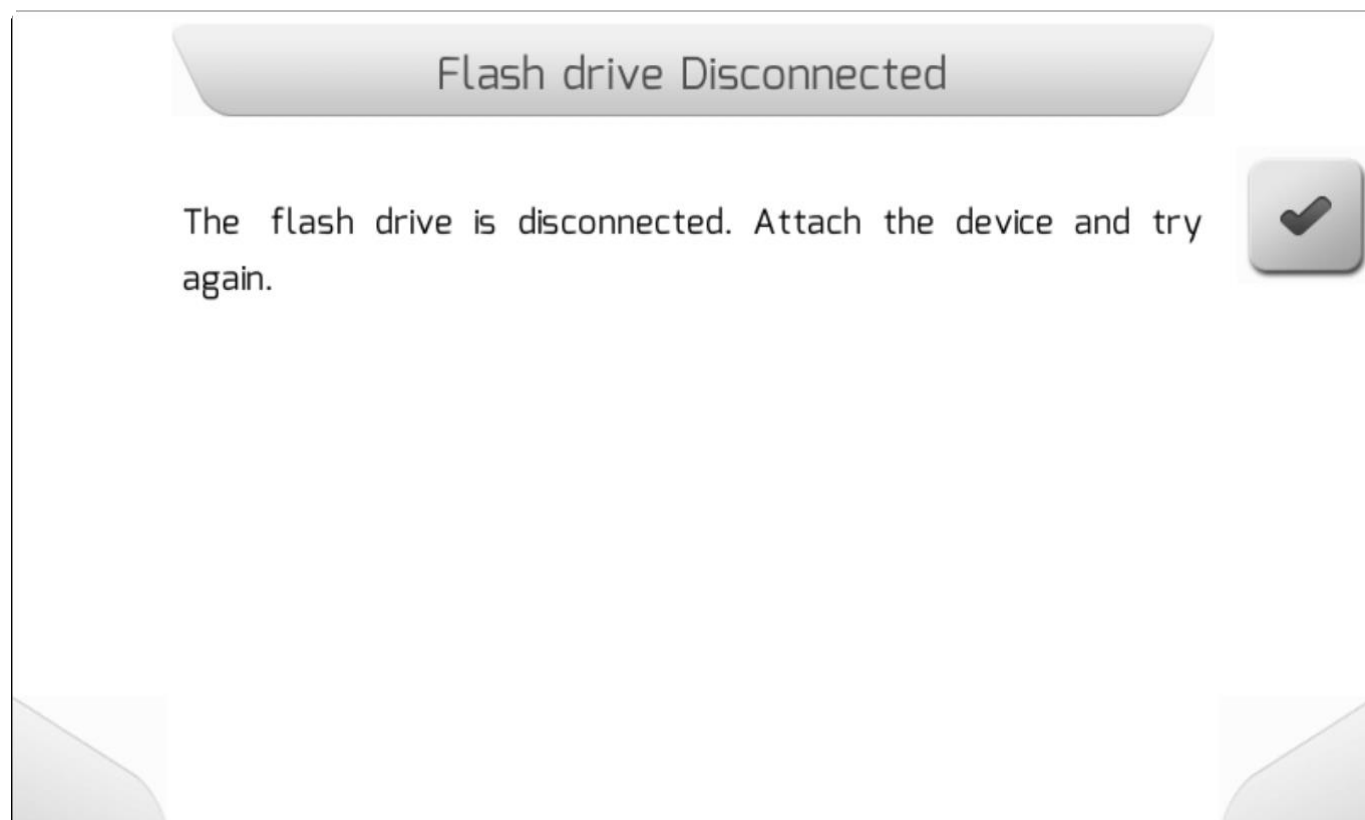 Flash drive Disconnected
The flash drive is disconnected. Attach the device and try
again.